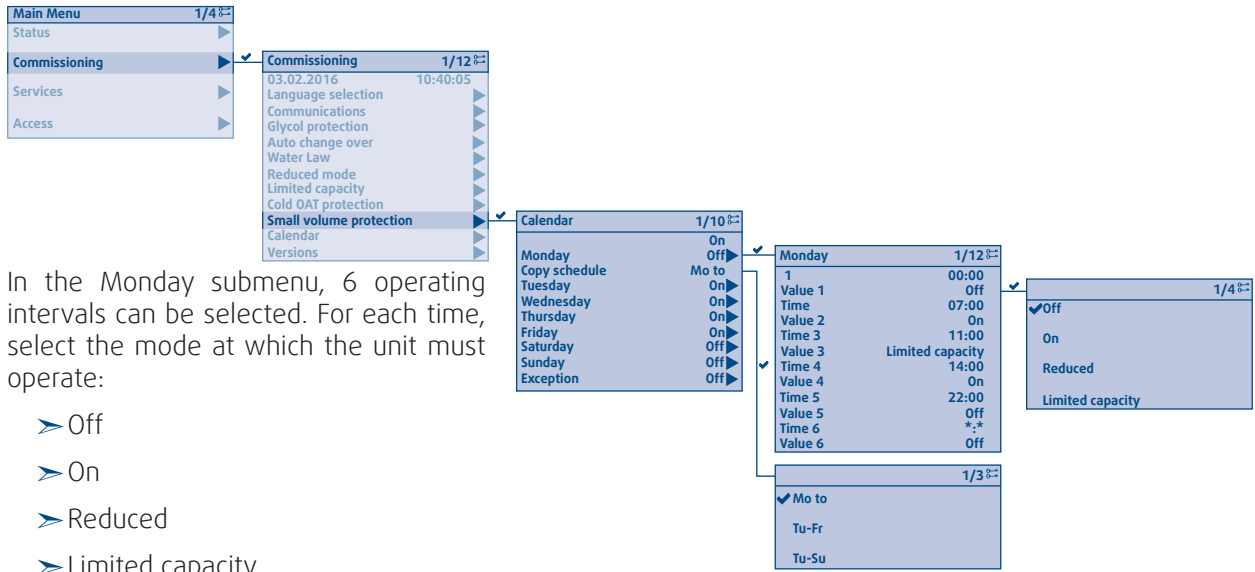 Main Menu 1/4
Status
Commissioning
Services
Access
Commissioning 1/12
03.02.2016 10:40:05
Language selection
Communications
Glycol protection
Auto change over
Water Law
Reduced mode
Limited capacity
Cold OAT protection
Small volume protection
Calendar
Versions
Calendar 1/10
On
Monday Off
Copy schedule Mo to
Tuesday On
Wednesday On
Thursday On
Friday On
Saturday Off
Sunday Off
Exception Off
Monday 1/12
1 00:00
Value 1 Off
Time 07:00
Value 2 On
Time 3 11:00
Value 3 Limited capacity
Time 4 14:00
Value 4 On
Time 5 22:00
Value 5 Off
Time 6 *:*
Value 6 Off
1/4
Off
On
Reduced
Limited capacity
1/3
Mo to
Tu-Fr
Tu-Su
In the Monday submenu, 6 operating
intervals can be selected. For each time,
select the mode at which the unit must
operate:
➢ Off
➢ On
➢ Reduced
➢ Limited capacity